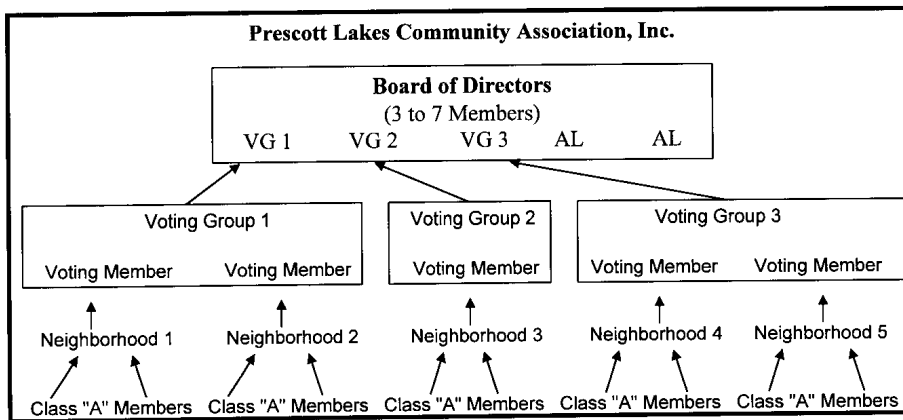 Prescott Lakes Community Association, Inc.
Board of Directors
(3 to 7 Members)
VG 1 VG 2 VG 3 AL AL
Voting Group 1 Voting Group 2 Voting Group 3
Voting Member Voting Member Voting Member Voting Member Voting Member
Neighborhood 1 Neighborhood 2 Neighborhood 3 Neighborhood 4 Neighborhood 5
Class "A" Members Class "A" Members Class "A" Members Class "A" Members Class "A" Members